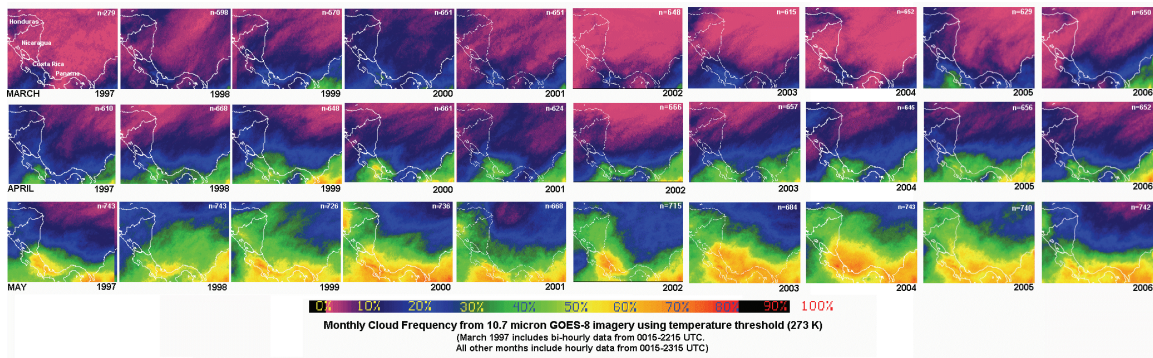 n-279 n-598 n-670 n-651 n-651 n=648 n=615 n=652 n=629 n=650
Honduras
Nicaragua
Costa Rica
Panama
MARCH 1997 1998 1999 2000 2001 2002 2003 2004 2005 2006
n-610 n-668 n-648 n-661 n-624 n=666 n=657 n=645 n=656 n=652
APRIL 1997 1998 1999 2000 2001 2002 2003 2004 2005 2006
n-743 n-743 n-726 n-736 n-668 n=715 n=684 n=743 n=740 n=742
MAY 1997 1998 1999 2000 2001 2002 2003 2004 2005 2006
0% 10% 20% 30% 40% 50% 60% 70% 80% 90% 100%
Monthly Cloud Frequency from 10.7 micron GOES-8 imagery using temperature threshold (273 K)
(March 1997 includes bi-hourly data from 0015-2215 UTC.
All other months include hourly data from 0015-2315 UTC)